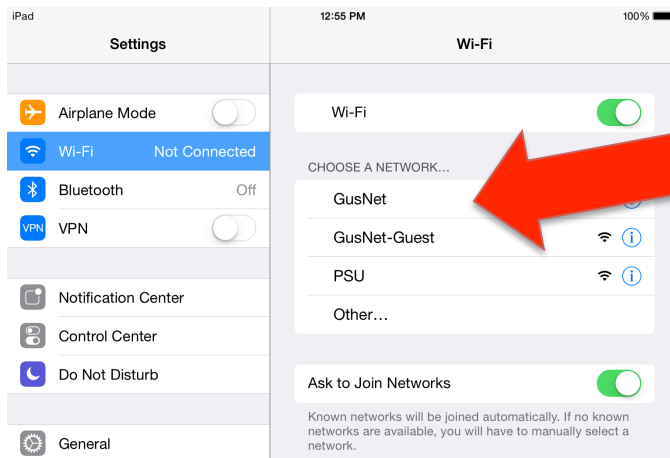 iPad 12:55 PM 100%
Settings
Wi-Fi
Airplane Mode
Wi-Fi Not Connected
Bluetooth Off
VPN VPN
Notification Center
Control Center
Do Not Disturb
General
Wi-Fi
CHOOSE A NETWORK...
GusNet
GusNet-Guest
PSU
Other...
Ask to Join Networks
Known networks will be joined automatically. If no known
networks are available, you will have to manually select a
network.